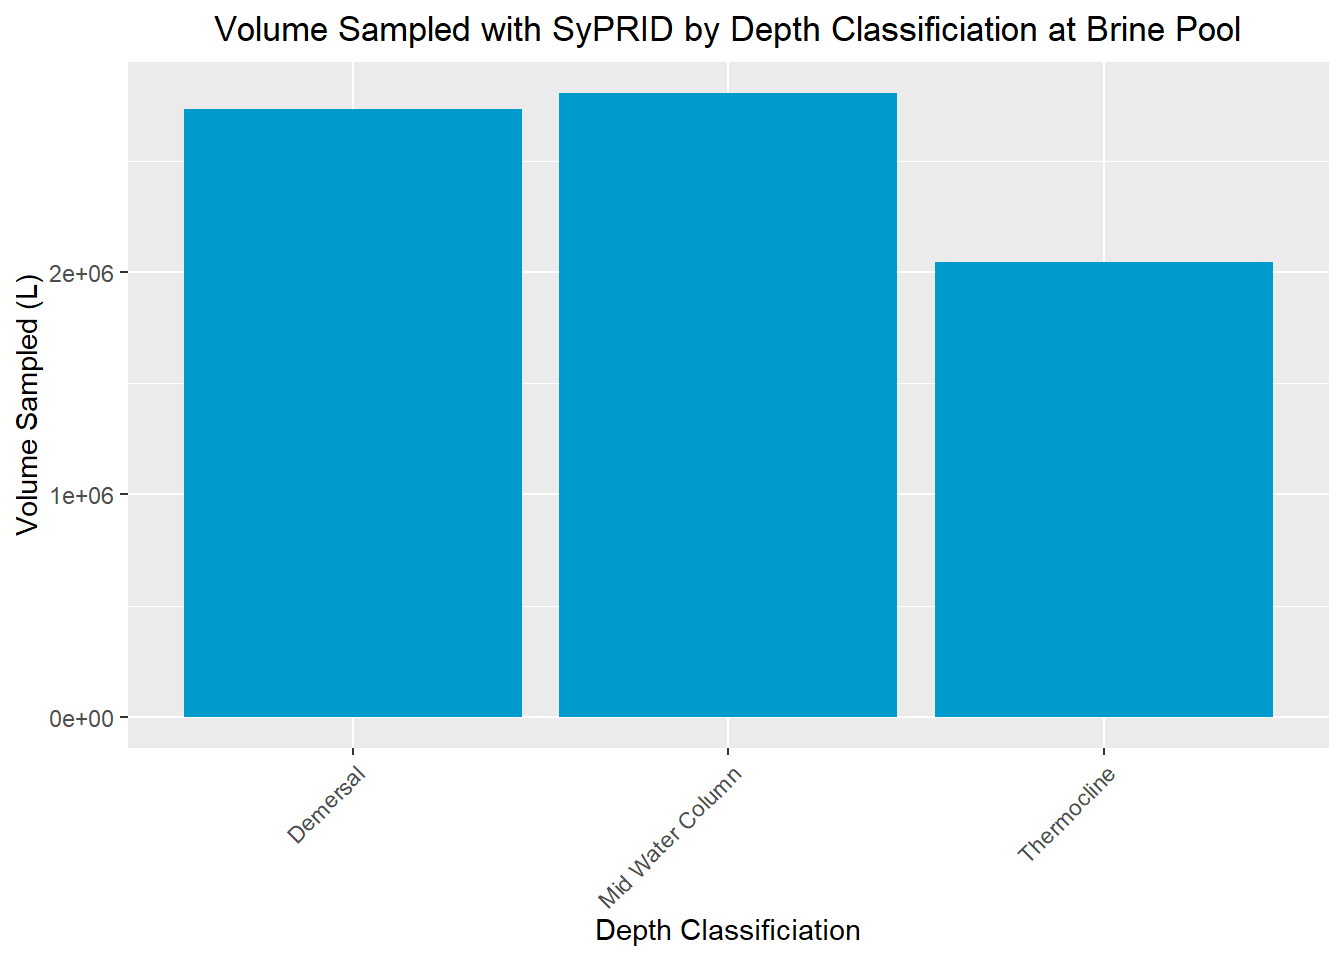 Volume Sampled with SyPRID by Depth Classificiation at Brine Pool
Volume Sampled (L)
2e+06
1e+06
0e+00
Demersal
Mid Water Column
Thermocline
Depth Classificiation